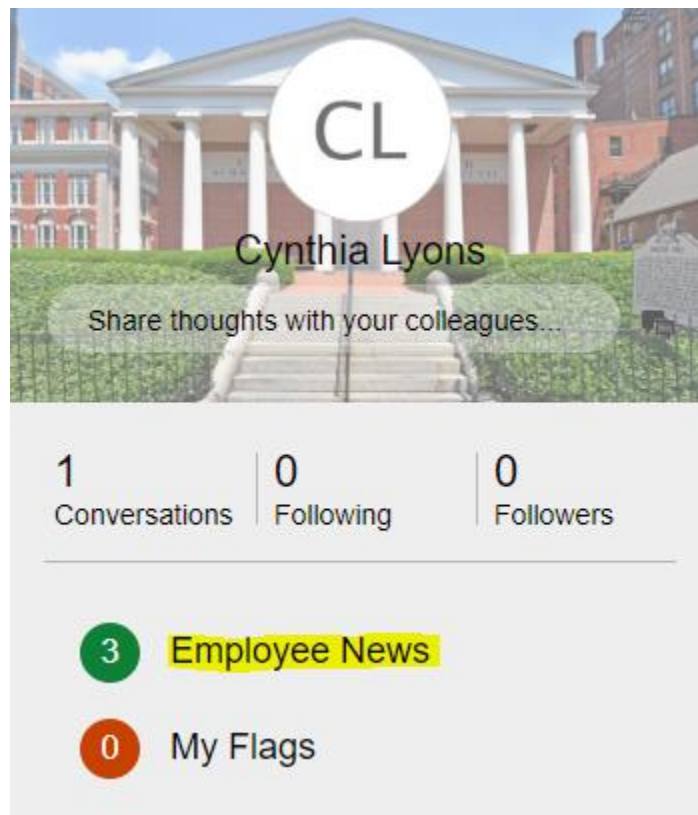 CL
Cynthia Lyons
Share thoughts with your colleagues...
1
Conversations
0
Following
0
Followers
3 Employee News
0 My Flags